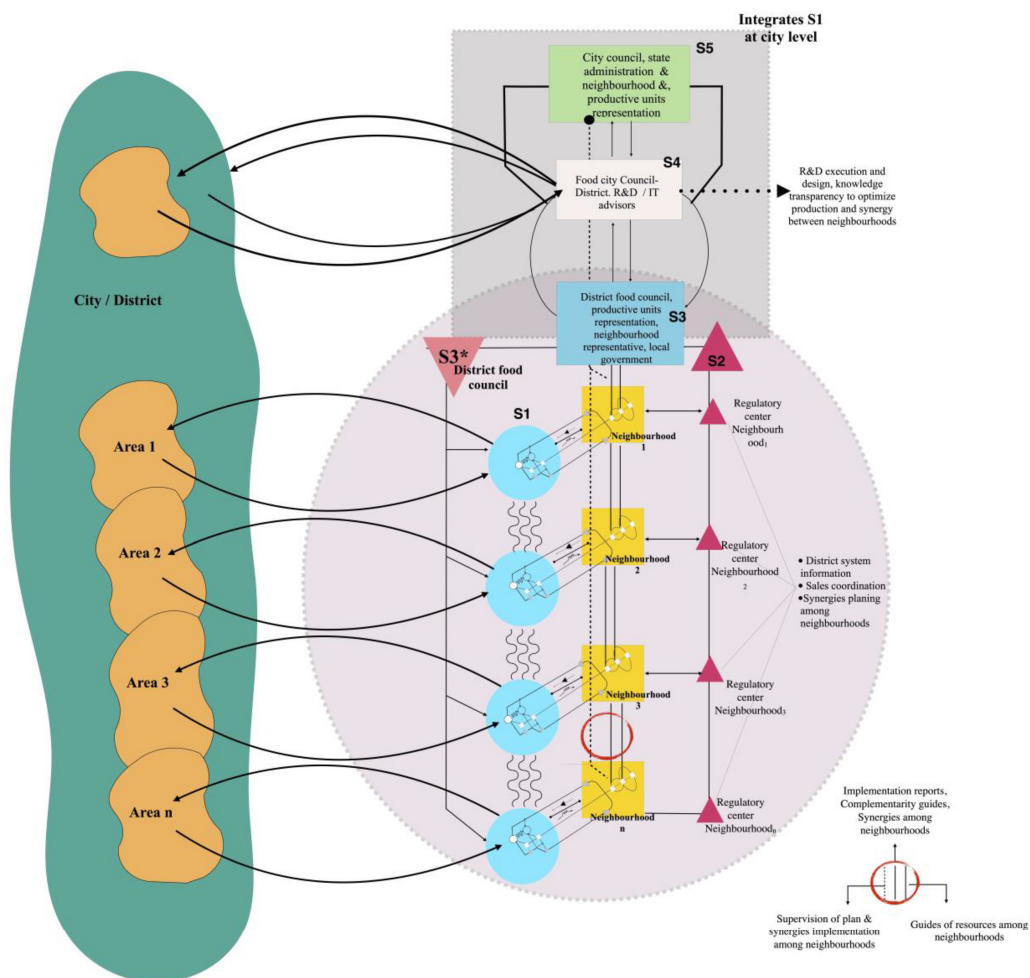 Integrates S1
at city level
S5
City council, state
administration &
neighbourhood &,
productive units
representation
S4
Food city Council-
District. R&D / IT
advisors
R&D execution and
design, knowledge
transparency to optimize
production and synergy
between neighbourhoods
City / District
District food council,
productive units
representation,
neighbourhood
representative, local
government
S3
S3*
District food
council
S2
S1
Area 1
Neighbourhood
1
Regulatory
center
Neighbourh
ood1
Area 2
Neighbourhood
2
Regulatory
center
Neighbourhood
2
• District system
information
• Sales coordination
•Synergies planing
among
neighbourhoods
Area 3
Neighbourhood
3
Regulatory
center
Neighbourhood3
Area n
Neighbourhood
n
Regulatory
center
Neighbourhoodn
Implementation reports,
Complementarity guides,
Synergies among
neighbourhoods
Supervision of plan &
synergies implementation
among neighbourhoods
Guides of resources among
neighbourhoods